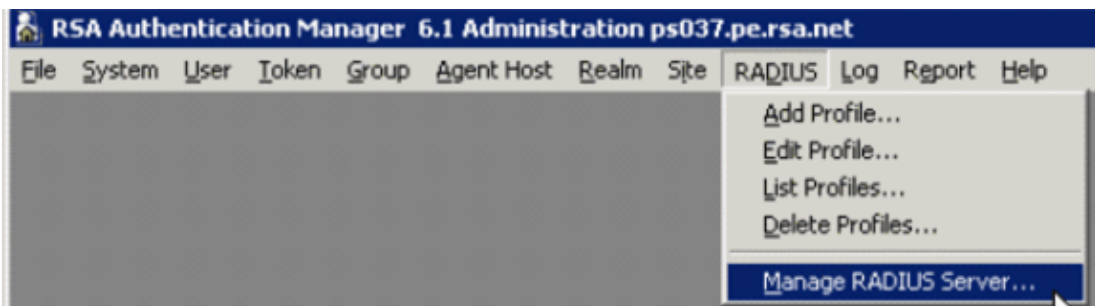 RSA Authentication Manager 6.1 Administration ps037.pe.rsa.net
File System User Token Group Agent Host Realm Site RADIUS Log Report Help
Add Profile...
Edit Profile...
List Profiles...
Delete Profiles...
Manage RADIUS Server...